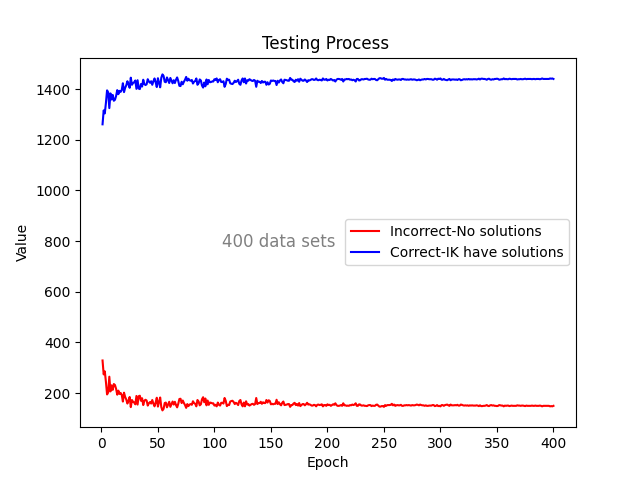 Testing Process
Value
1400
1200
1000
800
600
400
200
400 data sets
Incorrect-No solutions
Correct-IK have solutions
0 50 100 150 200 250 300 350 400
Epoch